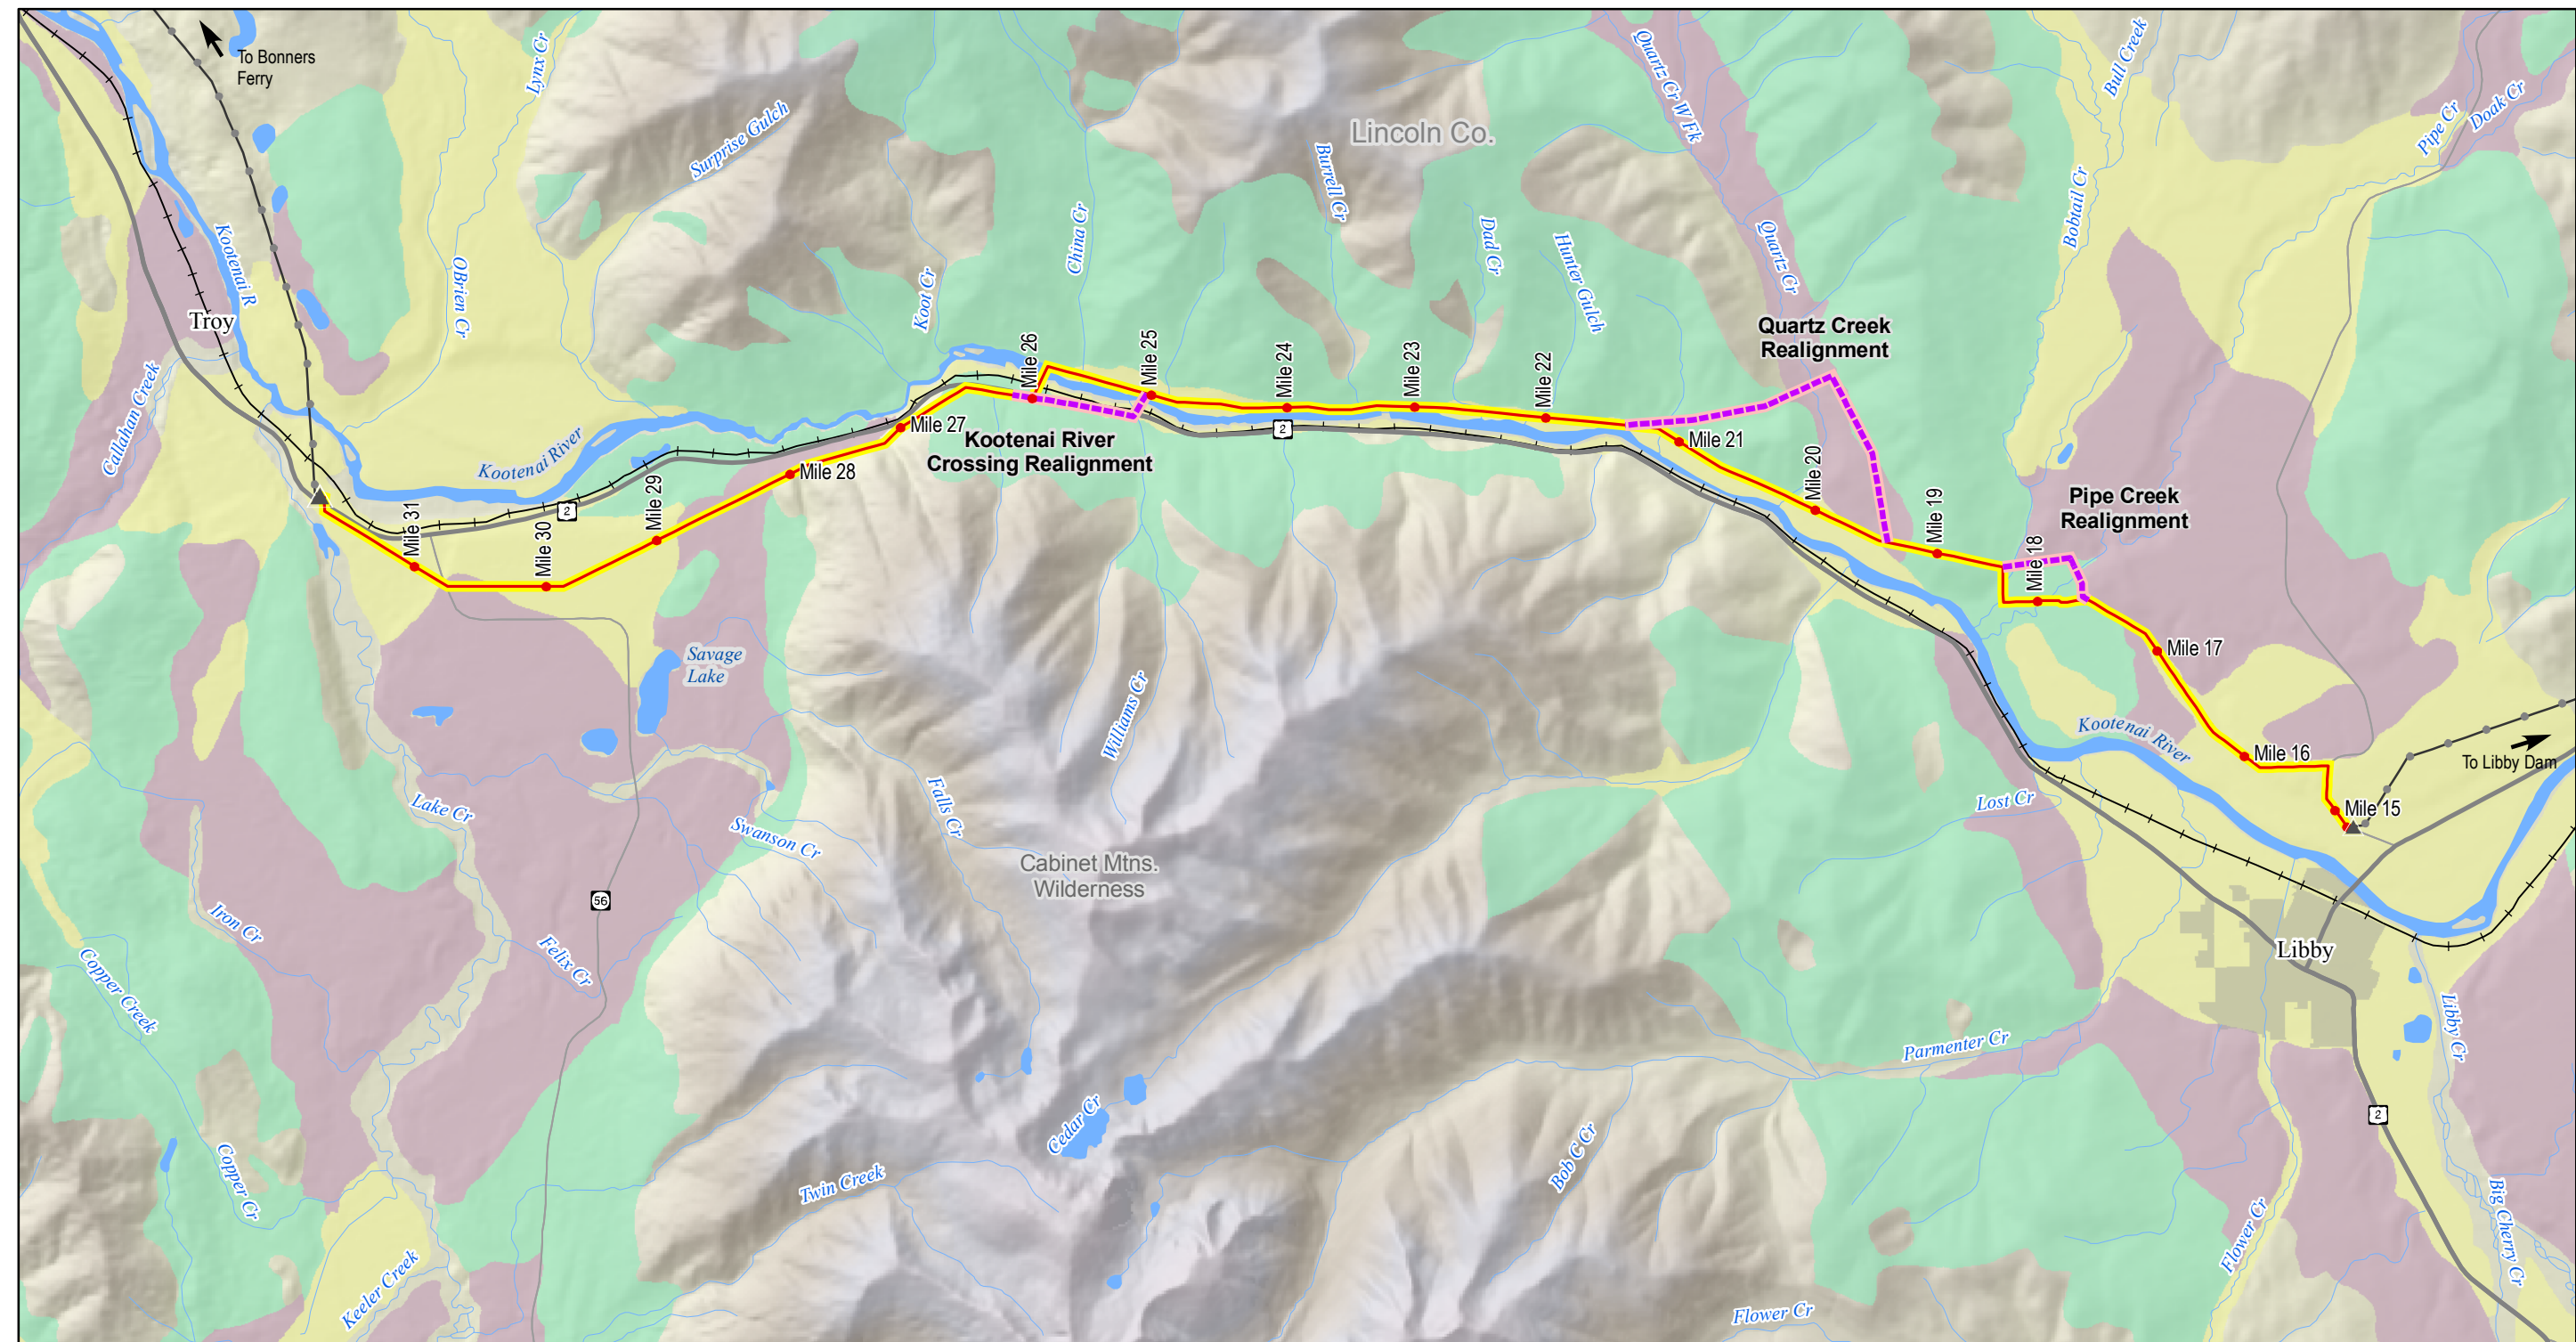 To Bonners
Ferry
Lynx Cr
Surprise Gulch
Lincoln Co.
Quartz Cr W Fk
Bull Creek
Pipe Cr
Doak Cr
Burrell Cr
Bobtail Cr
Kootenai R
OBrien Cr
Koot Cr
China Cr
Dad Cr
Hunter Gulch
Quartz Cr
Troy
Callahan Creek
Mile 26
Mile 25
Mile 24
Mile 23
Mile 22
Quartz Creek
Realignment
Mile 27
Kootenai River
Crossing Realignment
Mile 21
Kootenai River
Mile 28
Mile 20
Mile 29
2
2
Mile 31
Mile 30
Mile 19
Pipe Creek
Realignment
Mile 18
Mile 17
Savage
Lake
Williams Cr
Kootenai River
Mile 16
To Libby Dam
Mile 15
Lake Cr
Swanson Cr
Falls Cr
Lost Cr
Cabinet Mtns.
Wilderness
56
Iron Cr
Felix Cr
Libby
Copper Creek
Libby Cr
Parmenter Cr
Cedar Cr
2
Copper Cr
Twin Creek
Bob C Cr
Big Cherry Cr
Flower Cr
Keeler Creek
Flower Cr